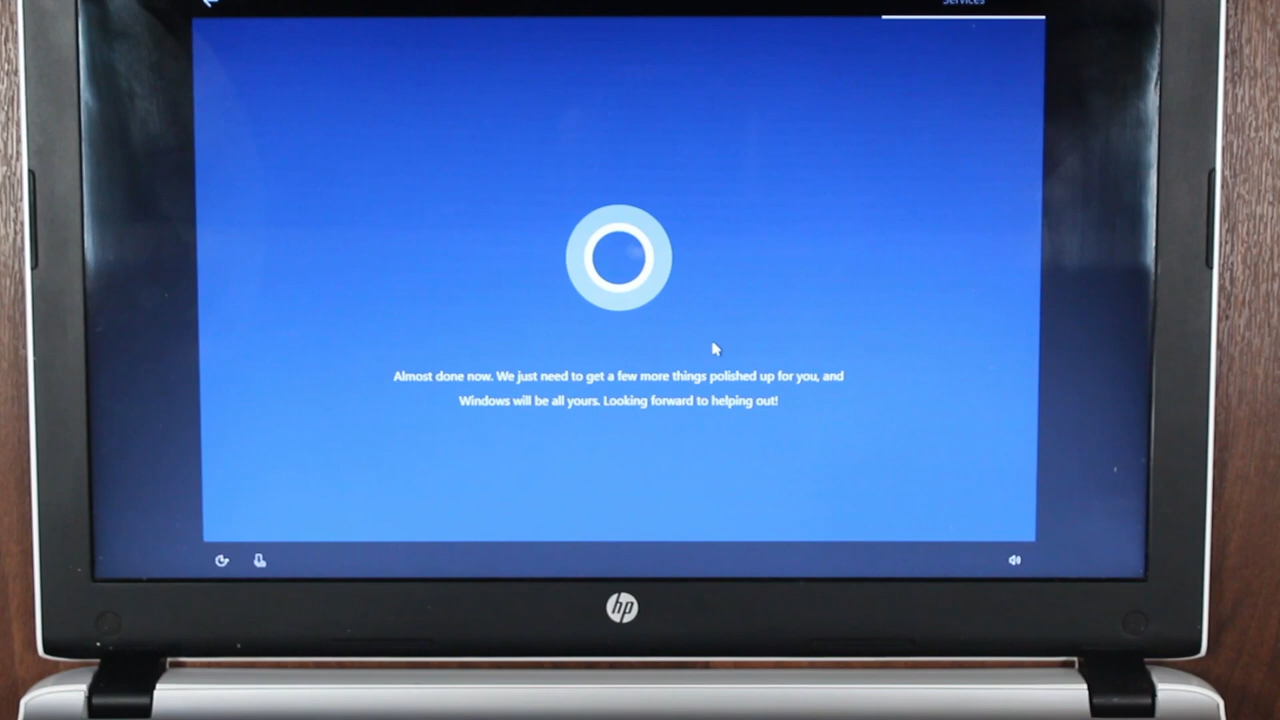 Services
Almost done now. We just need to get a few more things polished up for you, and
Windows will be all yours. Looking forward to helping out!
hp